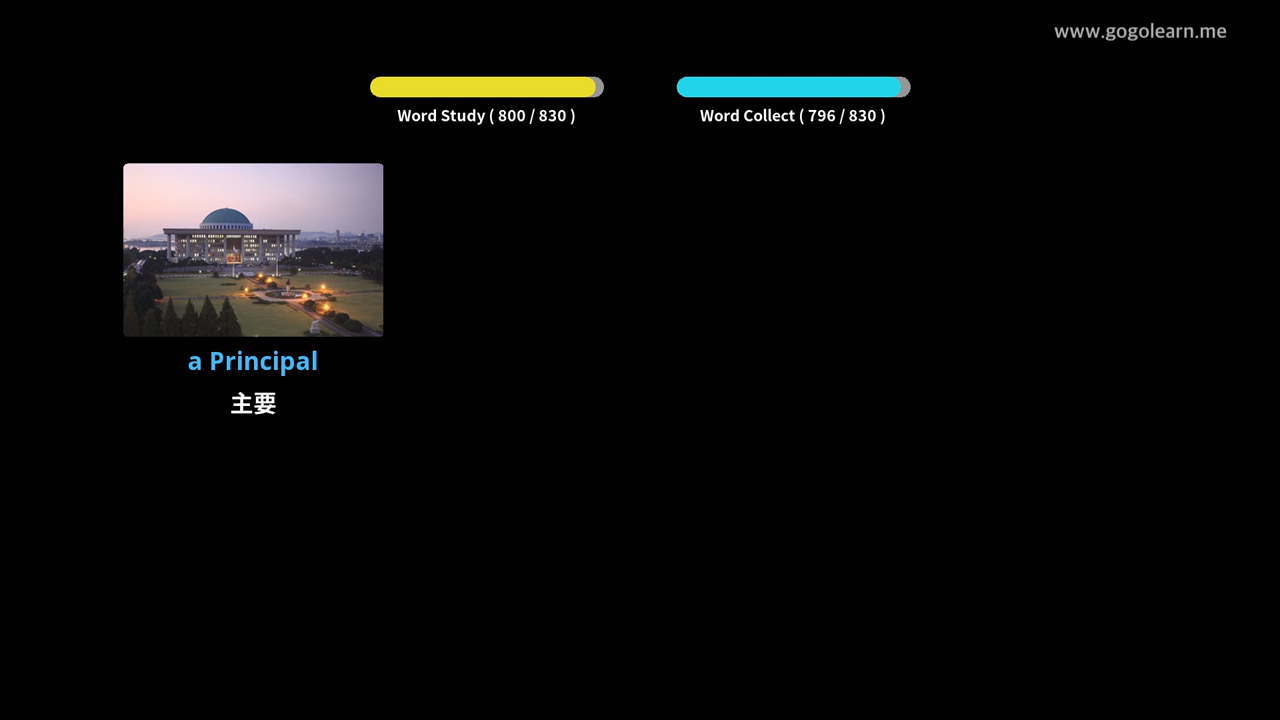 www.gogolearn.me
Word Study ( 800 / 830 )
Word Collect ( 796 / 830 )
a Principal
主要